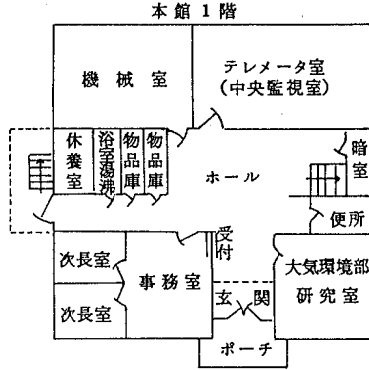 本館1階
機械室
テレメータ室
(中央監視室)
休養室
浴室湯沸
物品庫
物品庫
暗室
ホール
便所
受付
次長室
事務室
大気環境部
研究室
次長室
玄関
ポーチ